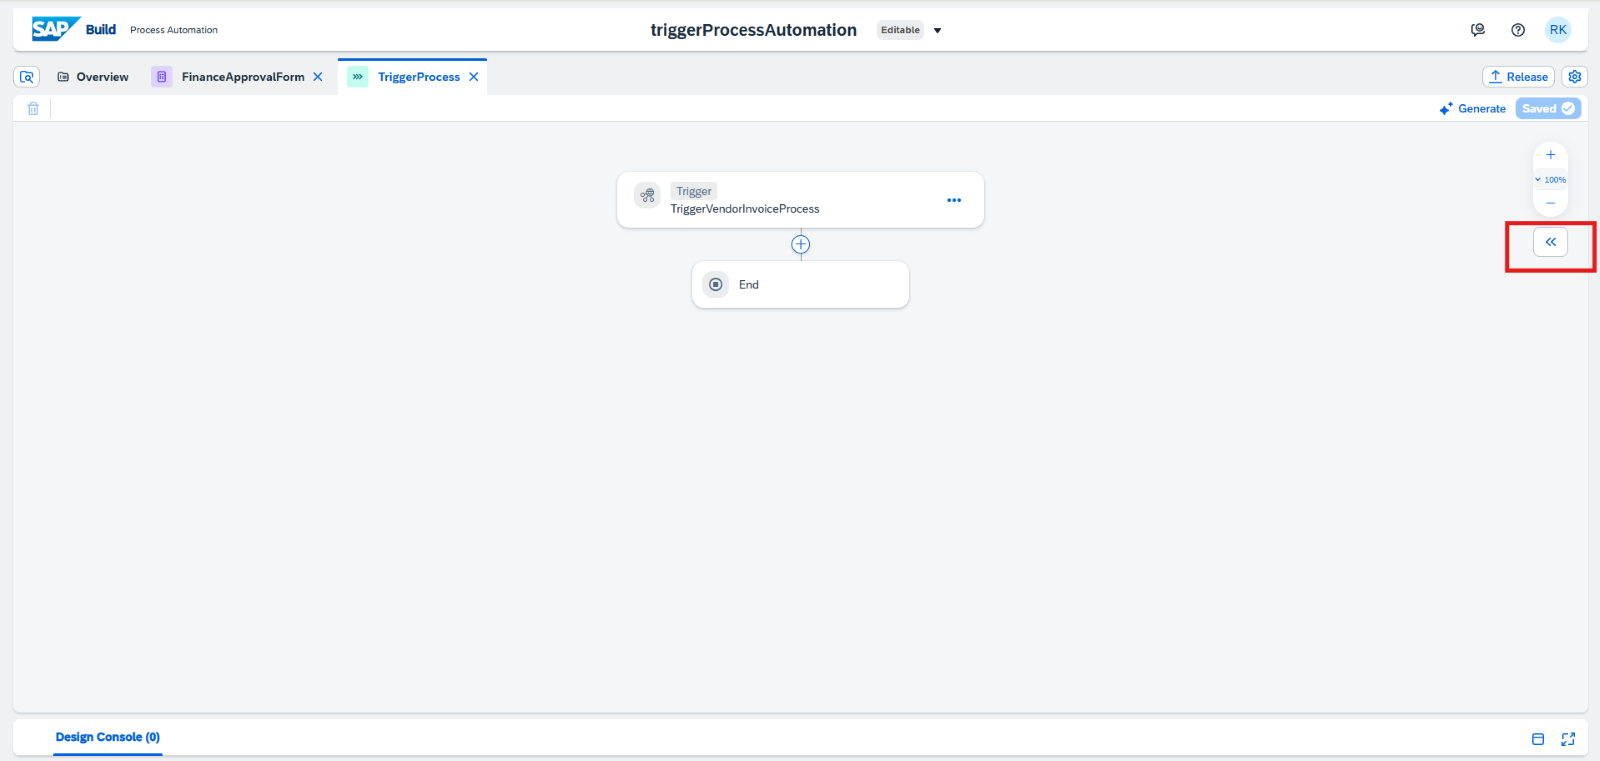 SAP Build Process Automation
triggerProcessAutomation Editable
RK
Overview
FinanceApprovalForm
TriggerProcess
Release
Generate
Saved
Trigger
TriggerVendorInvoiceProcess
100%
End
Design Console (0)